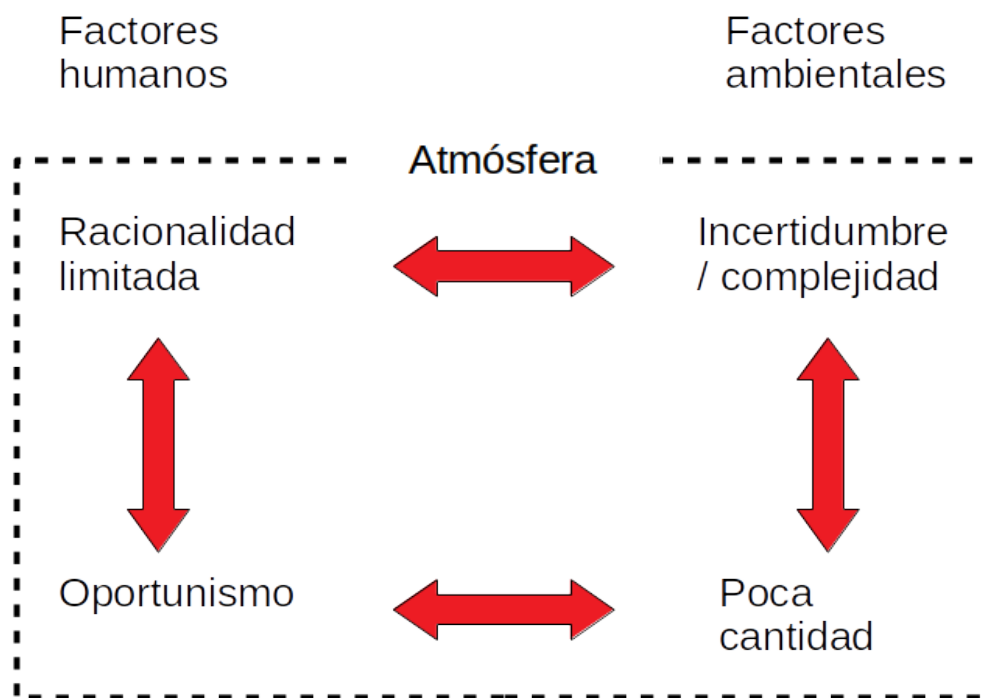 Factores
humanos
Factores
ambientales
Atmósfera
Racionalidad
limitada
Incertidumbre
/ complejidad
Oportunismo
Poca
cantidad